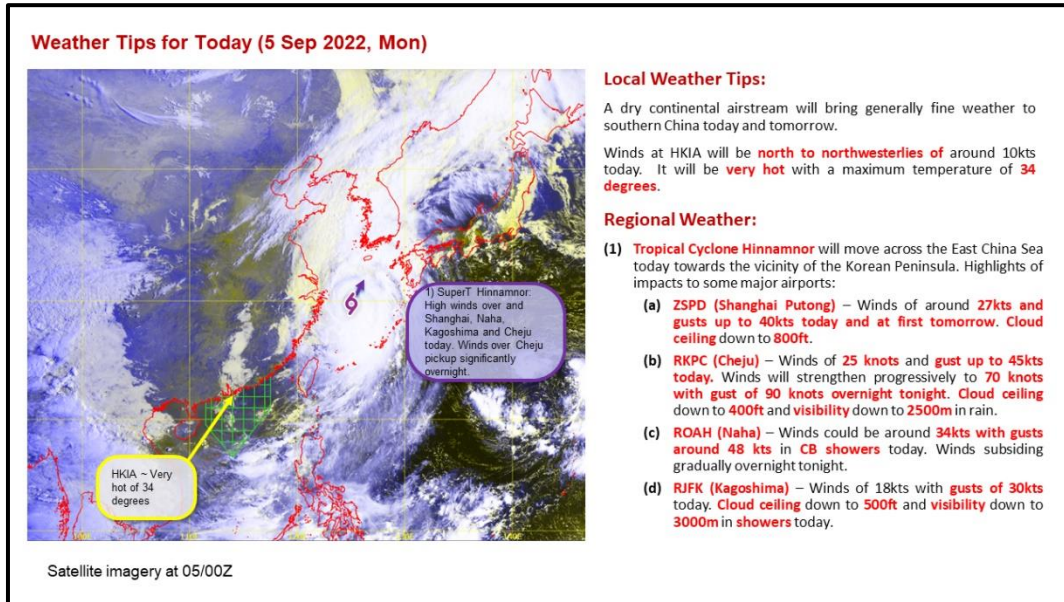 Weather Tips for Today (5 Sep 2022, Mon)
1) SuperT Hinnamnor:
High winds over and
Shanghai, Naha,
Kagoshima and Cheju
today. Winds over Cheju
pickup significantly
overnight.
HKIA ~ Very
hot of 34
degrees
Satellite imagery at 05/00Z
Local Weather Tips:
A dry continental airstream will bring generally fine weather to
southern China today and tomorrow.
Winds at HKIA will be north to northwesterlies of around 10kts
today. It will be very hot with a maximum temperature of 34
degrees.
Regional Weather:
(1) Tropical Cyclone Hinnamnor will move across the East China Sea
today towards the vicinity of the Korean Peninsula. Highlights of
impacts to some major airports:
(a) ZSPD (Shanghai Putong) – Winds of around 27kts and
gusts up to 40kts today and at first tomorrow. Cloud
ceiling down to 800ft.
(b) RKPC (Cheju) – Winds of 25 knots and gust up to 45kts
today. Winds will strengthen progressively to 70 knots
with gust of 90 knots overnight tonight. Cloud ceiling
down to 400ft and visibility down to 2500m in rain.
(c) ROAH (Naha) – Winds could be around 34kts with gusts
around 48 kts in CB showers today. Winds subsiding
gradually overnight tonight.
(d) RJFK (Kagoshima) – Winds of 18kts with gusts of 30kts
today. Cloud ceiling down to 500ft and visibility down to
3000m in showers today.